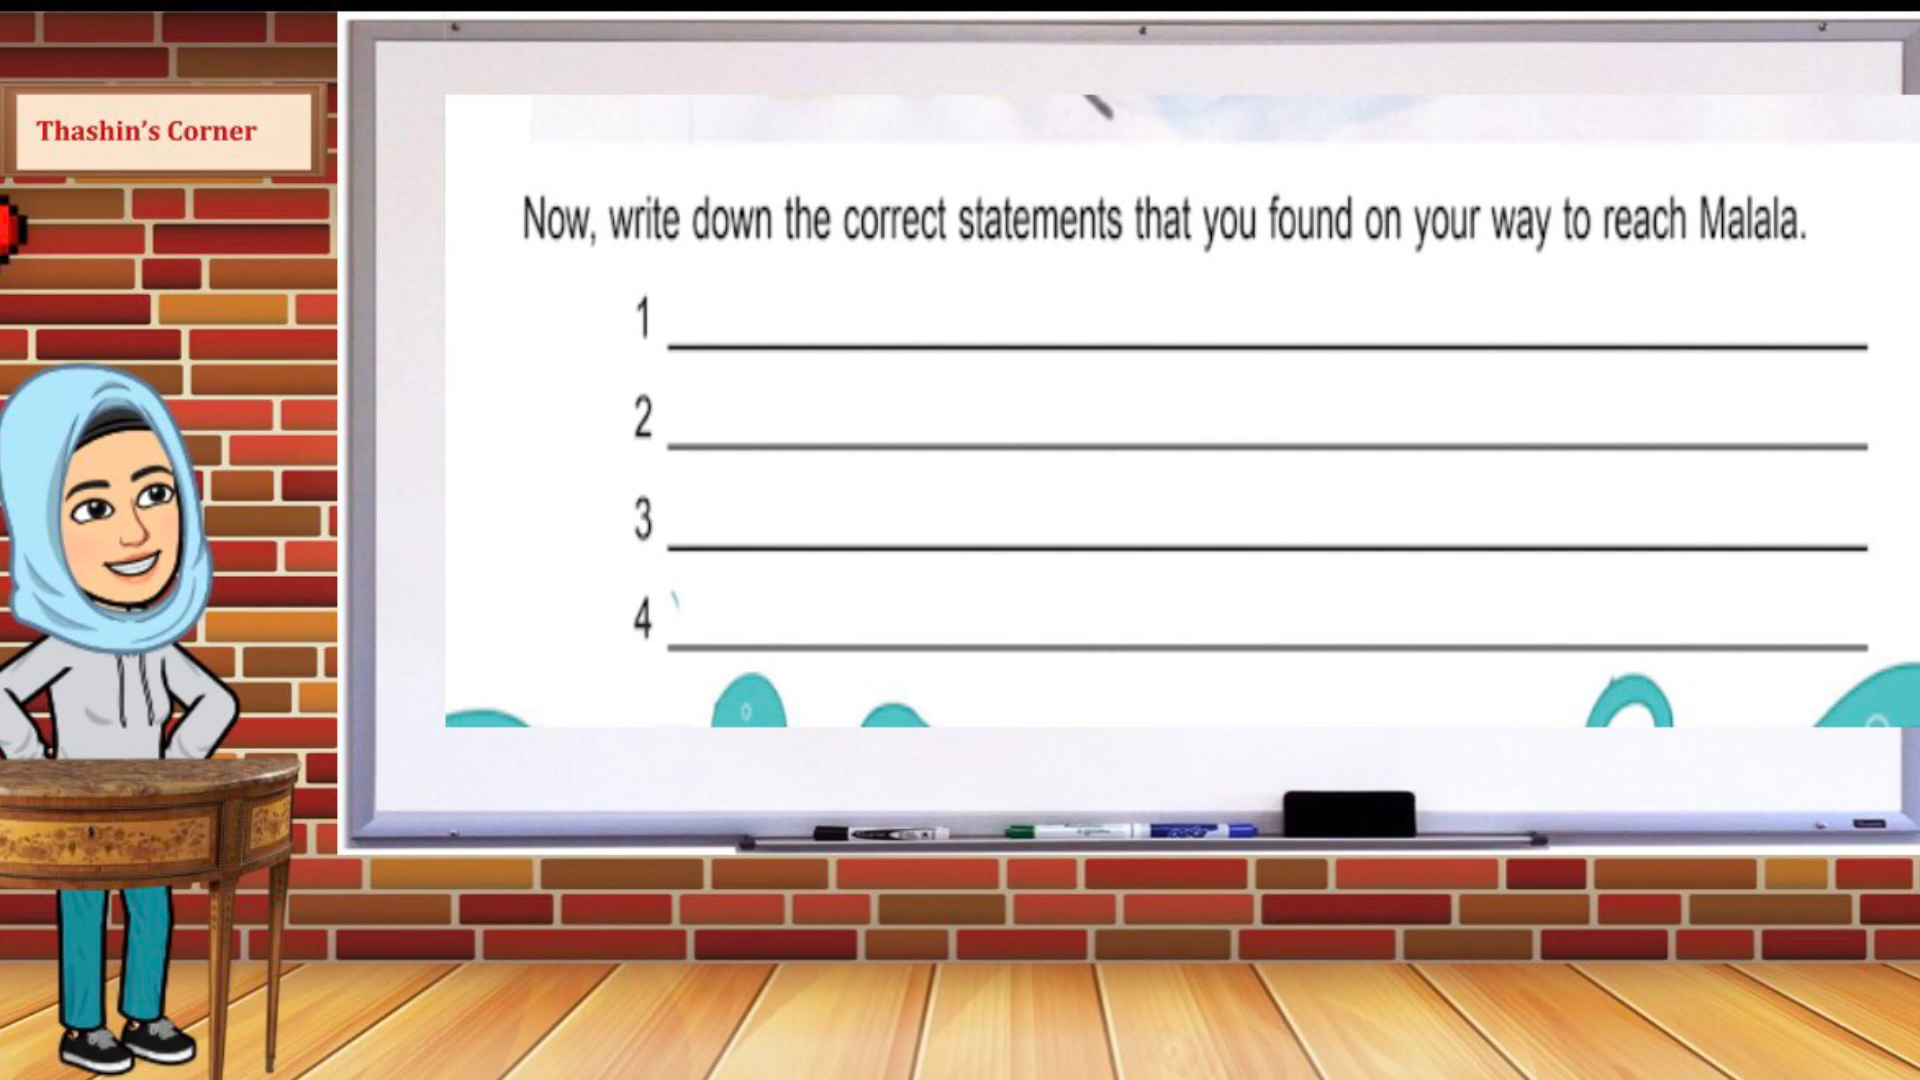 Thashin's Corner
Now, write down the correct statements that you found on your way to reach Malala.
1
2
3
4